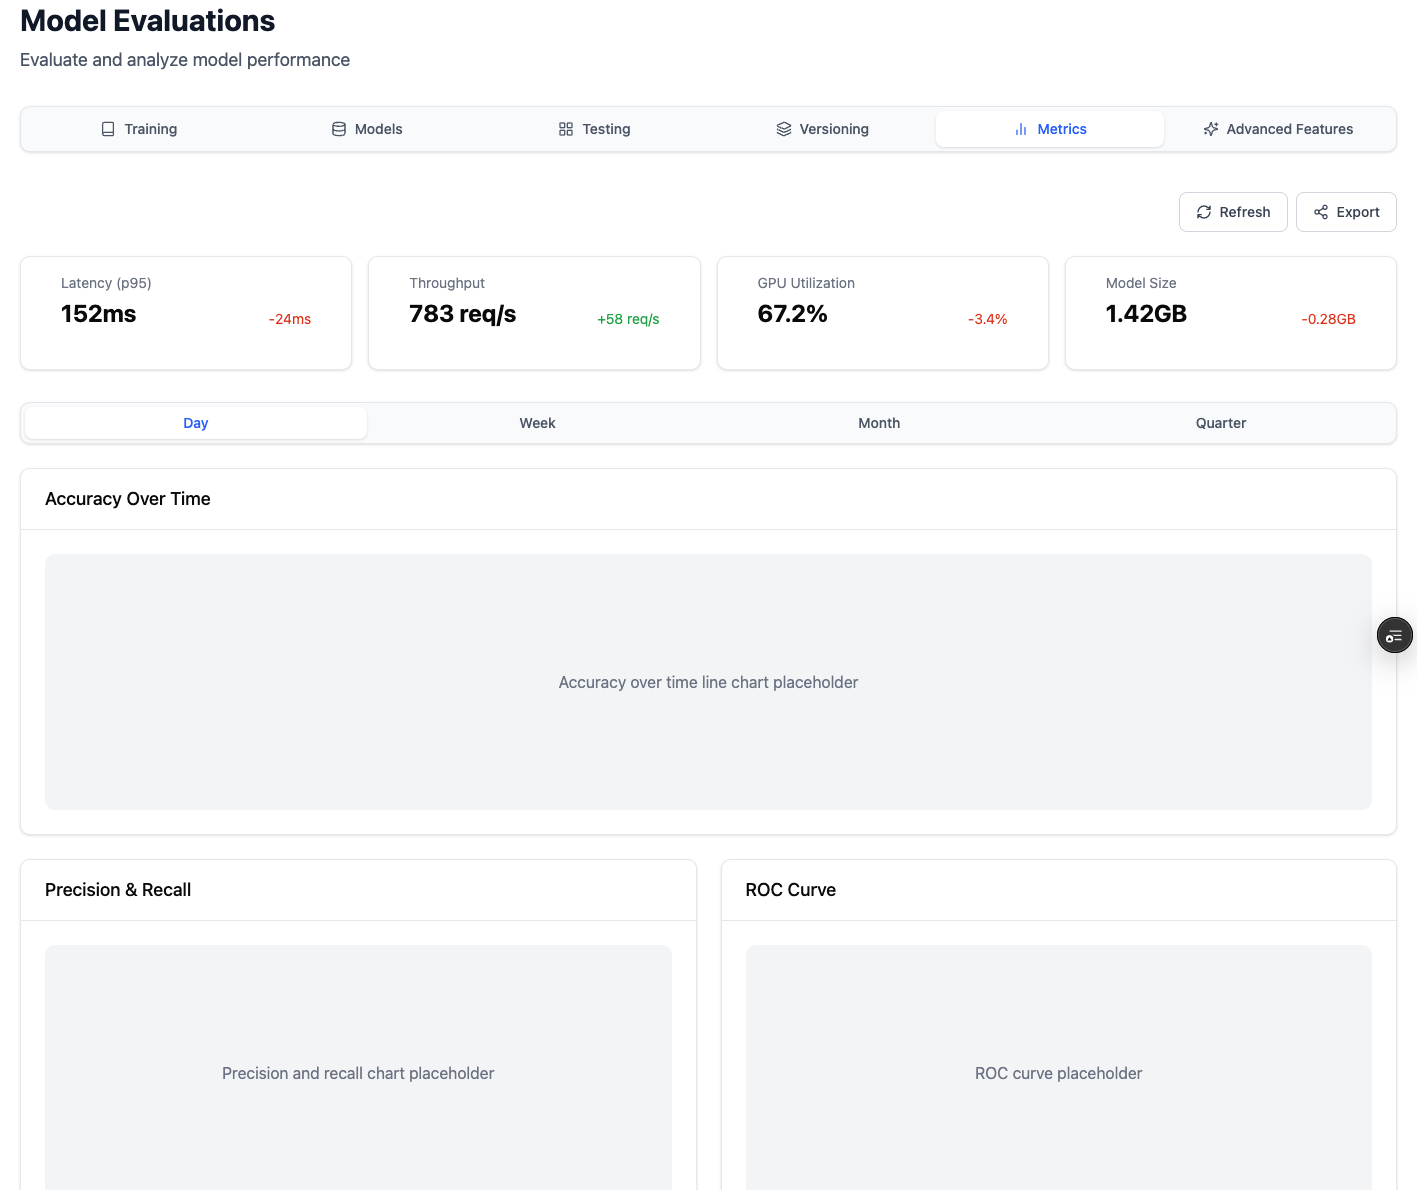 Model Evaluations
Evaluate and analyze model performance
Training
Models
Testing
Versioning
Metrics
Advanced Features
Refresh
Export
Latency (p95)
152ms
-24ms
Throughput
783 req/s
+58 req/s
GPU Utilization
67.2%
-3.4%
Model Size
1.42GB
-0.28GB
Day
Week
Month
Quarter
Accuracy Over Time
Accuracy over time line chart placeholder
Precision & Recall
Precision and recall chart placeholder
ROC Curve
ROC curve placeholder